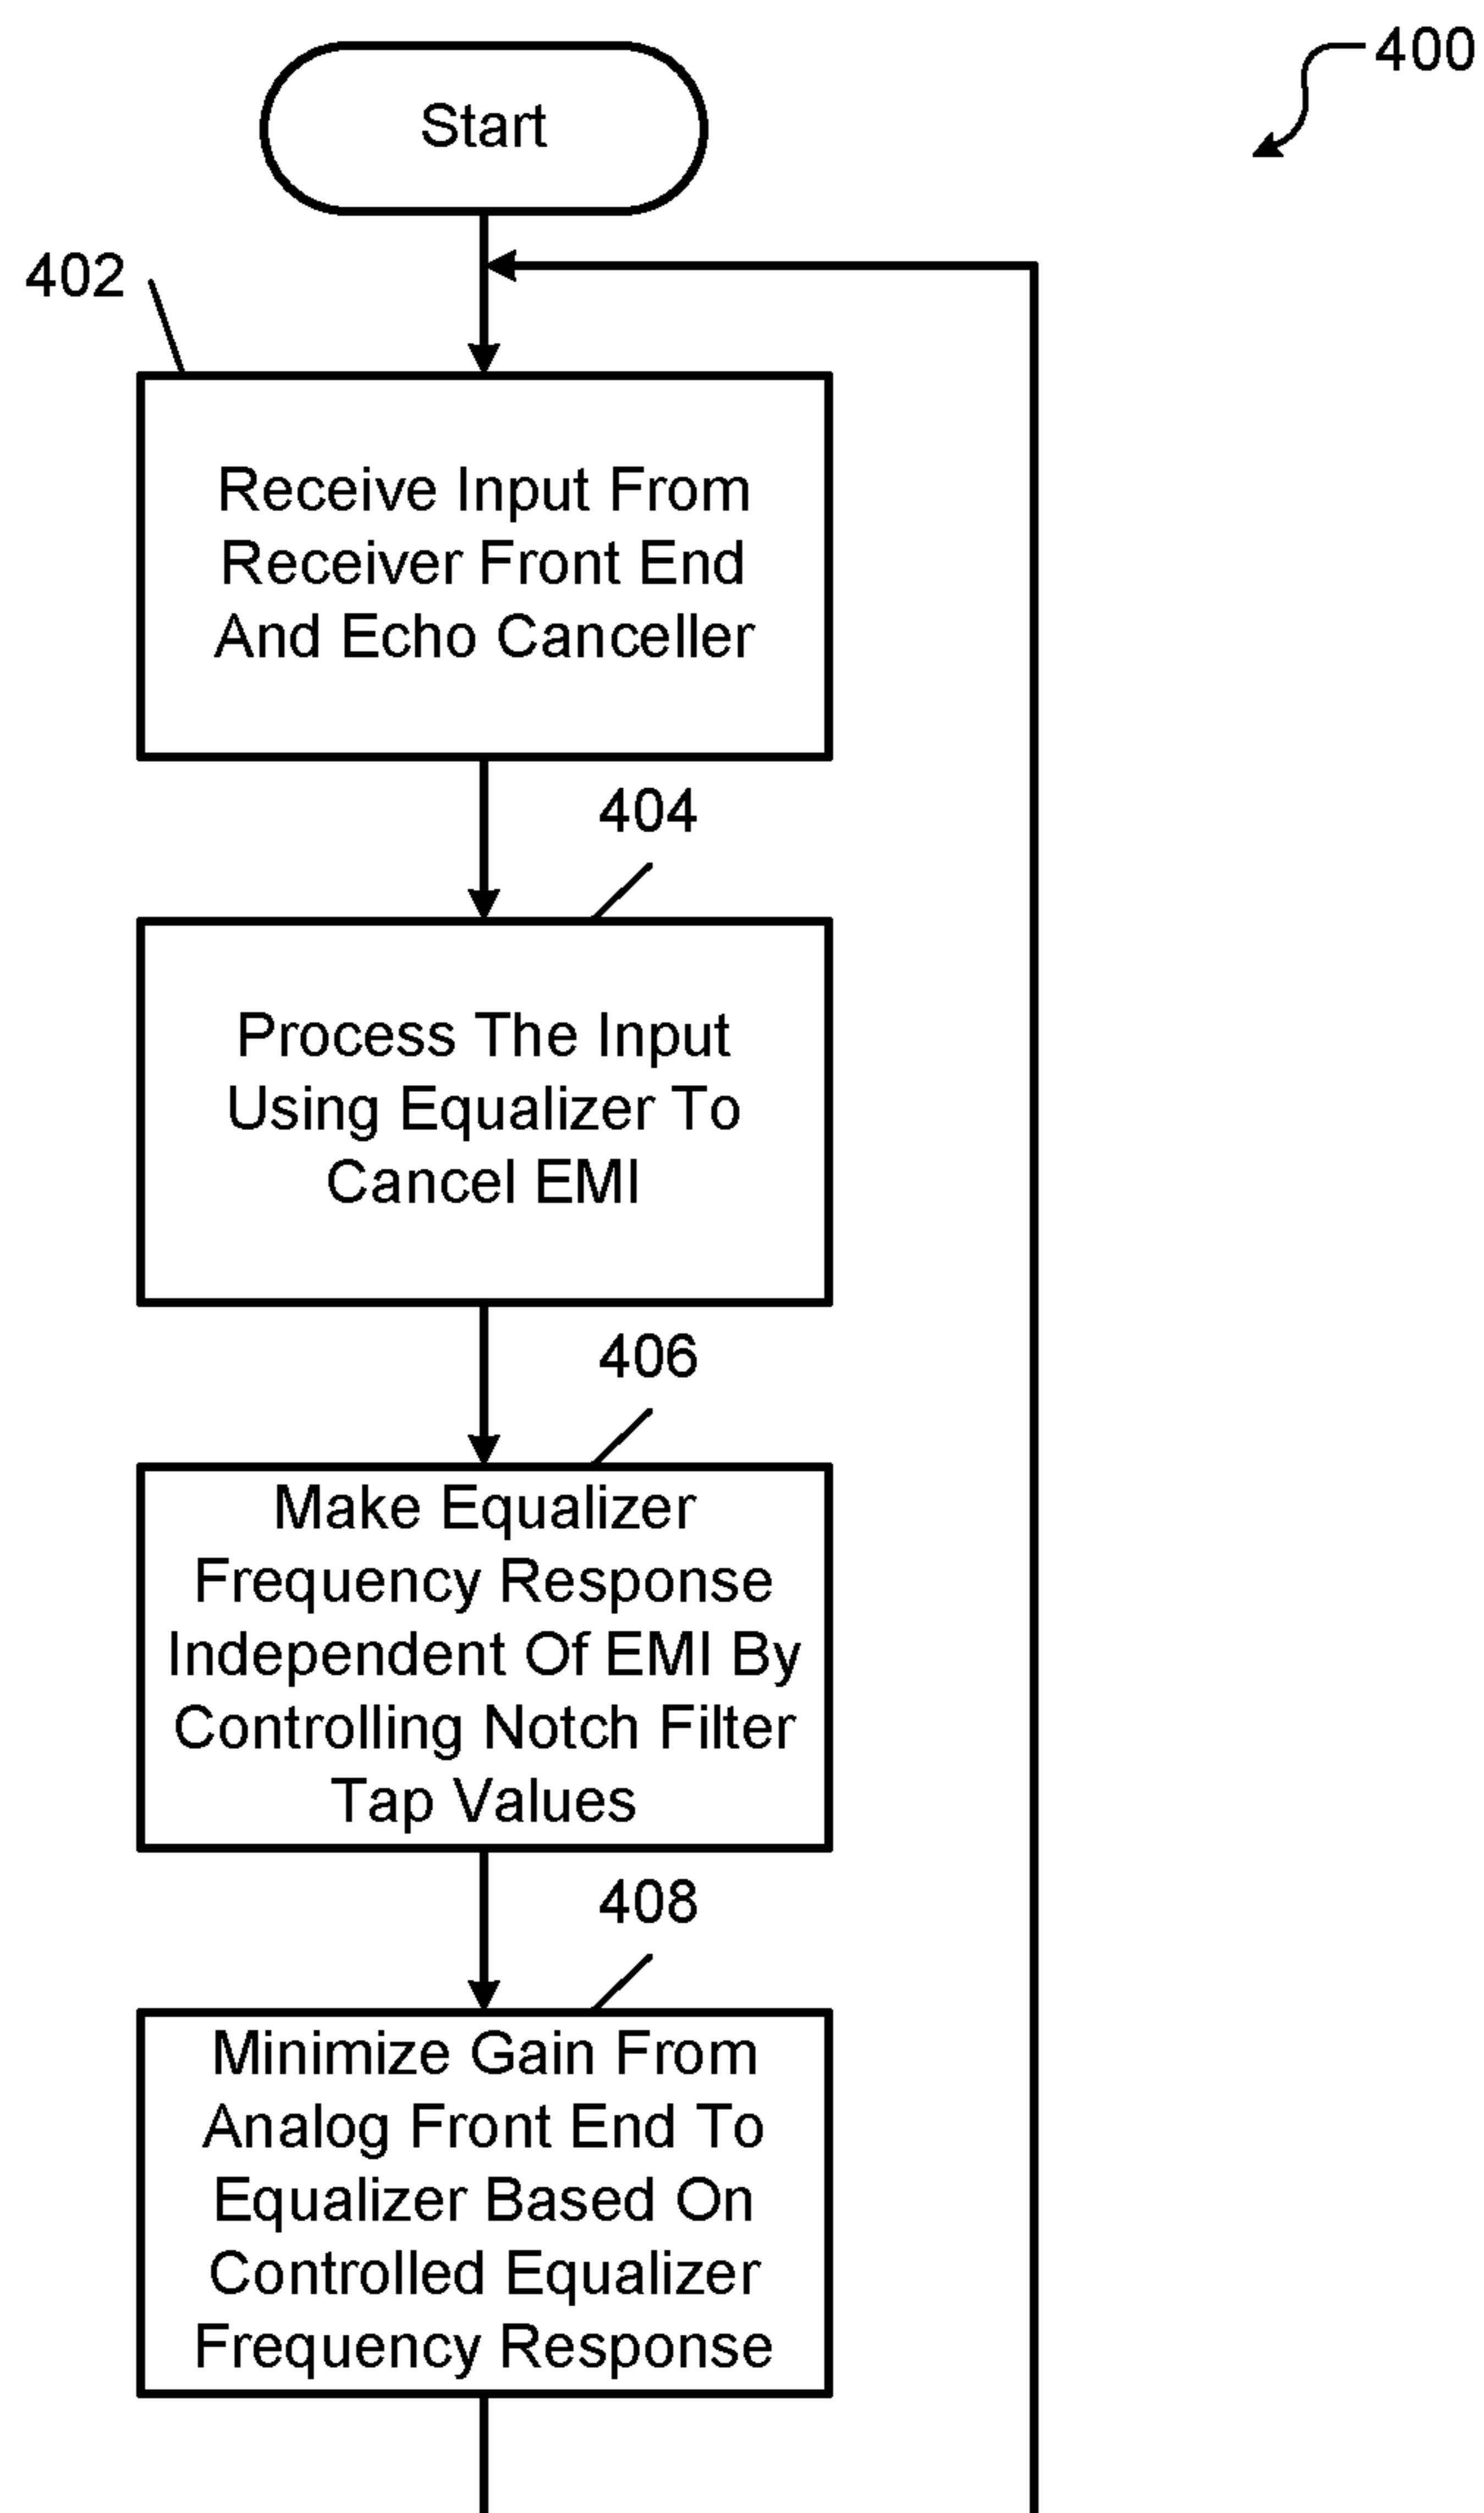 400
Start
402
Receive Input From
Receiver Front End
And Echo Canceller
404
Process The Input
Using Equalizer To
Cancel EMI
406
Make Equalizer
Frequency Response
Independent Of EMI By
Controlling Notch Filter
Tap Values
408
Minimize Gain From
Analog Front End To
Equalizer Based On
Controlled Equalizer
Frequency Response